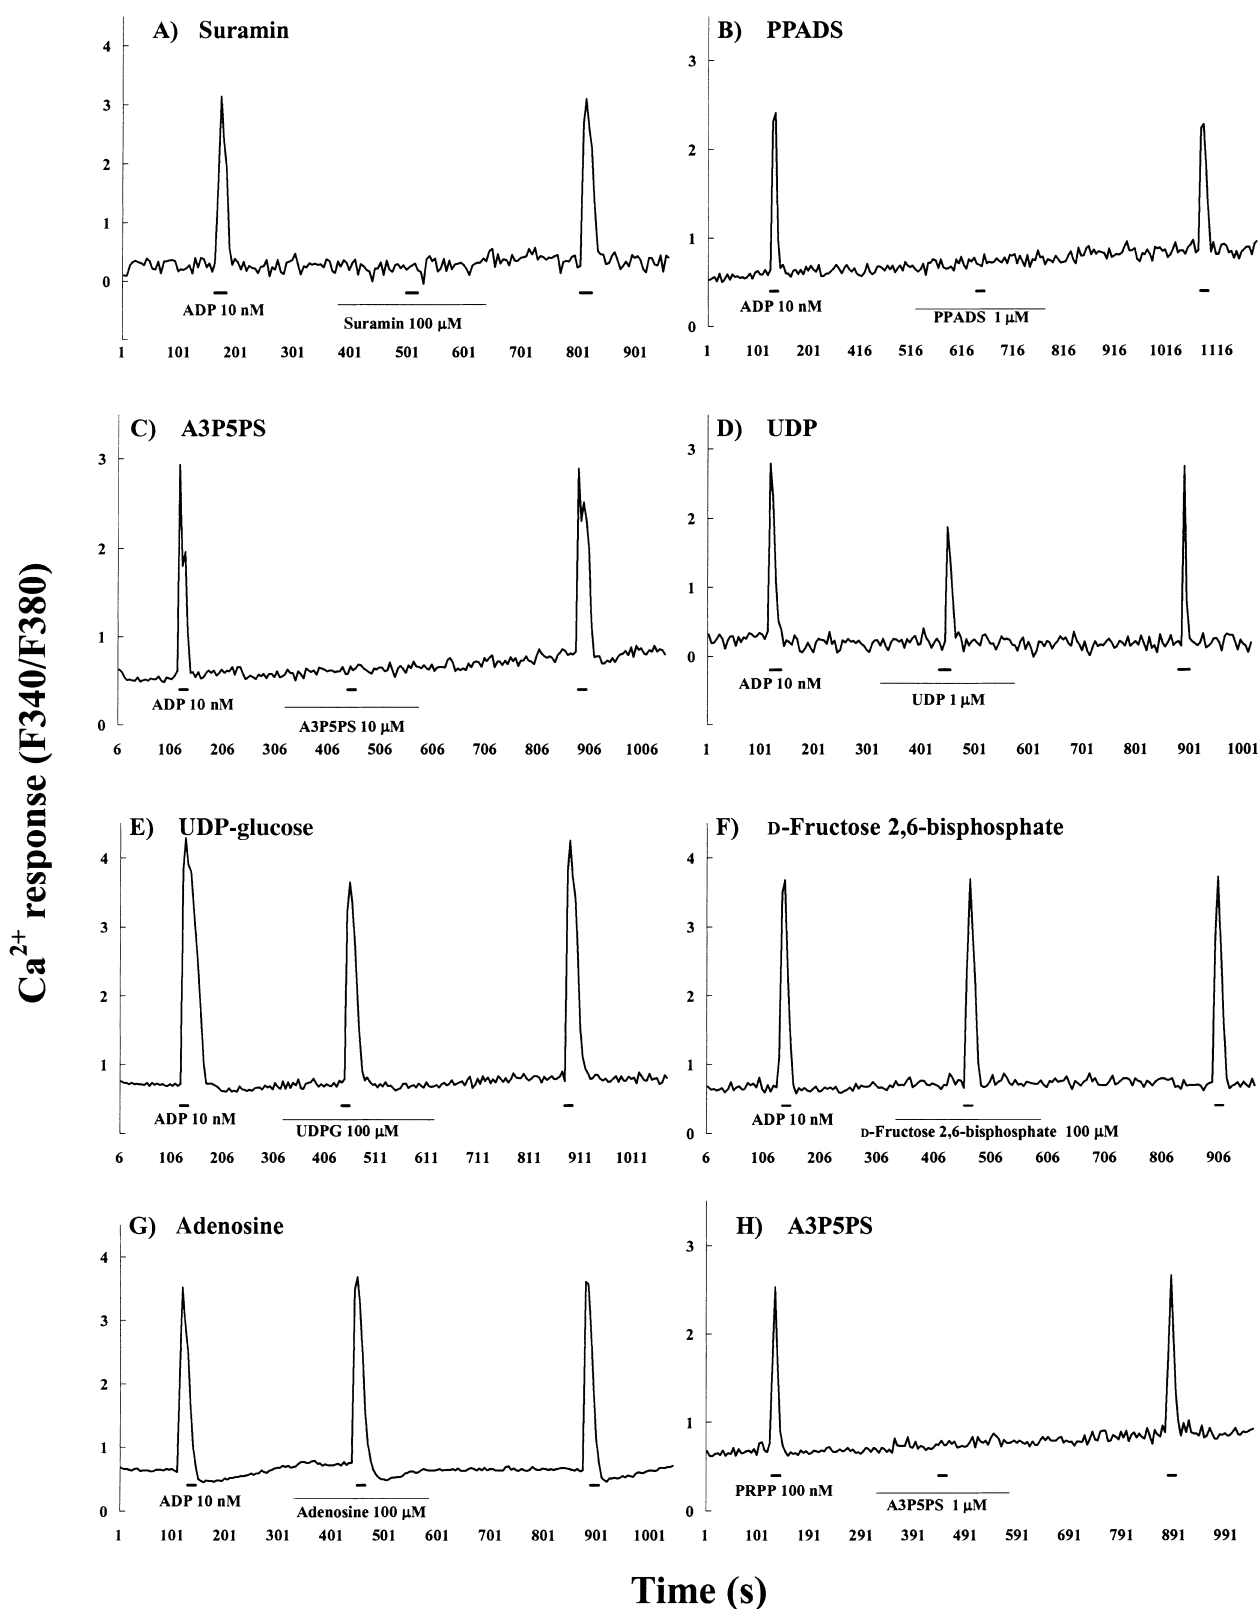 Ca2+ response (F340/F380)
A) Suramin
4
3
2
1
0
ADP 10 nM
Suramin 100 µM
1 101 201 301 401 501 601 701 801 901
B) PPADS
3
2
1
0
ADP 10 nM
PPADS 1 µM
1 101 201 416 516 616 716 816 916 1016 1116
C) A3P5PS
3
2
1
0
ADP 10 nM
A3P5PS 10 µM
6 106 206 306 406 506 606 706 806 906 1006
D) UDP
3
2
1
0
ADP 10 nM
UDP 1 µM
1 101 201 301 401 501 601 701 801 901 1001
E) UDP-glucose
4
3
2
1
0
ADP 10 nM
UDPG 100 µM
6 106 206 306 406 511 611 711 811 911 1011
F) D-Fructose 2,6-bisphosphate
4
3
2
1
0
ADP 10 nM
D-Fructose 2,6-bisphosphate 100 µM
6 106 206 306 406 506 606 706 806 906
G) Adenosine
4
3
2
1
0
ADP 10 nM
Adenosine 100 µM
1 101 201 301 401 501 601 701 801 901 1001
H) A3P5PS
3
2
1
0
PRPP 100 nM
A3P5PS 1 µM
1 101 191 291 391 491 591 691 791 891 991
Time (s)